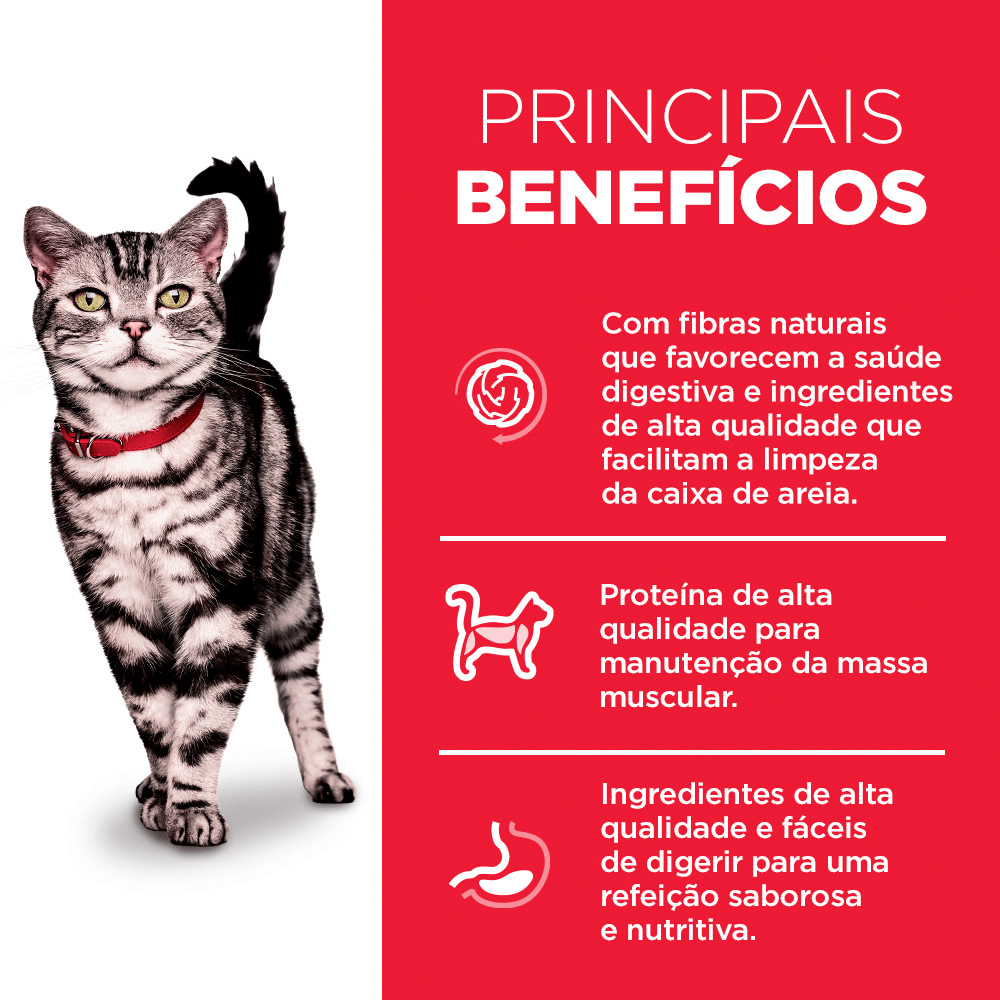 PRINCIPAIS
BENEFÍCIOS
Com fibras naturais
que favorecem a saúde
digestiva e ingredientes
de alta qualidade que
facilitam a limpeza
da caixa de areia.
Proteína de alta
qualidade para
manutenção da massa
muscular.
Ingredientes de alta
qualidade e fáceis
de digerir para uma
refeição saborosa
e nutritiva.